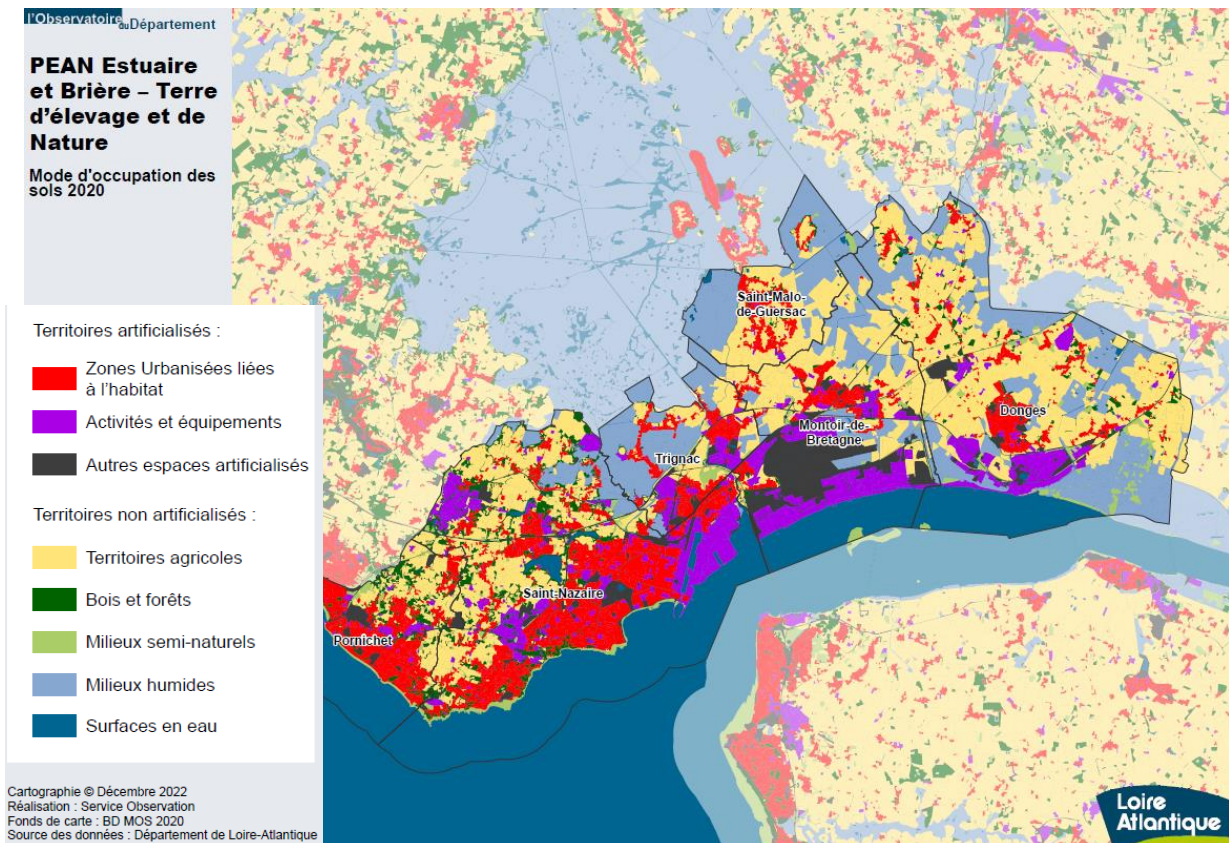 l'Observatoire
du Département
PEAN Estuaire
et Brière – Terre
d'élevage et de
Nature
Mode d'occupation des
sols 2020
Territoires artificialisés :
Zones Urbanisées liées
à l'habitat
Activités et équipements
Autres espaces artificialisés
Territoires non artificialisés :
Territoires agricoles
Bois et forêts
Milieux semi-naturels
Milieux humides
Surfaces en eau
Cartographie © Décembre 2022
Réalisation : Service Observation
Fonds de carte : BD MOS 2020
Source des données : Département de Loire-Atlantique
Saint-Malo-
de-Guersac
Donges
Montoir-de-
Bretagne
Trignac
Saint-Nazaire
Pornichet
Loire
Atlantique